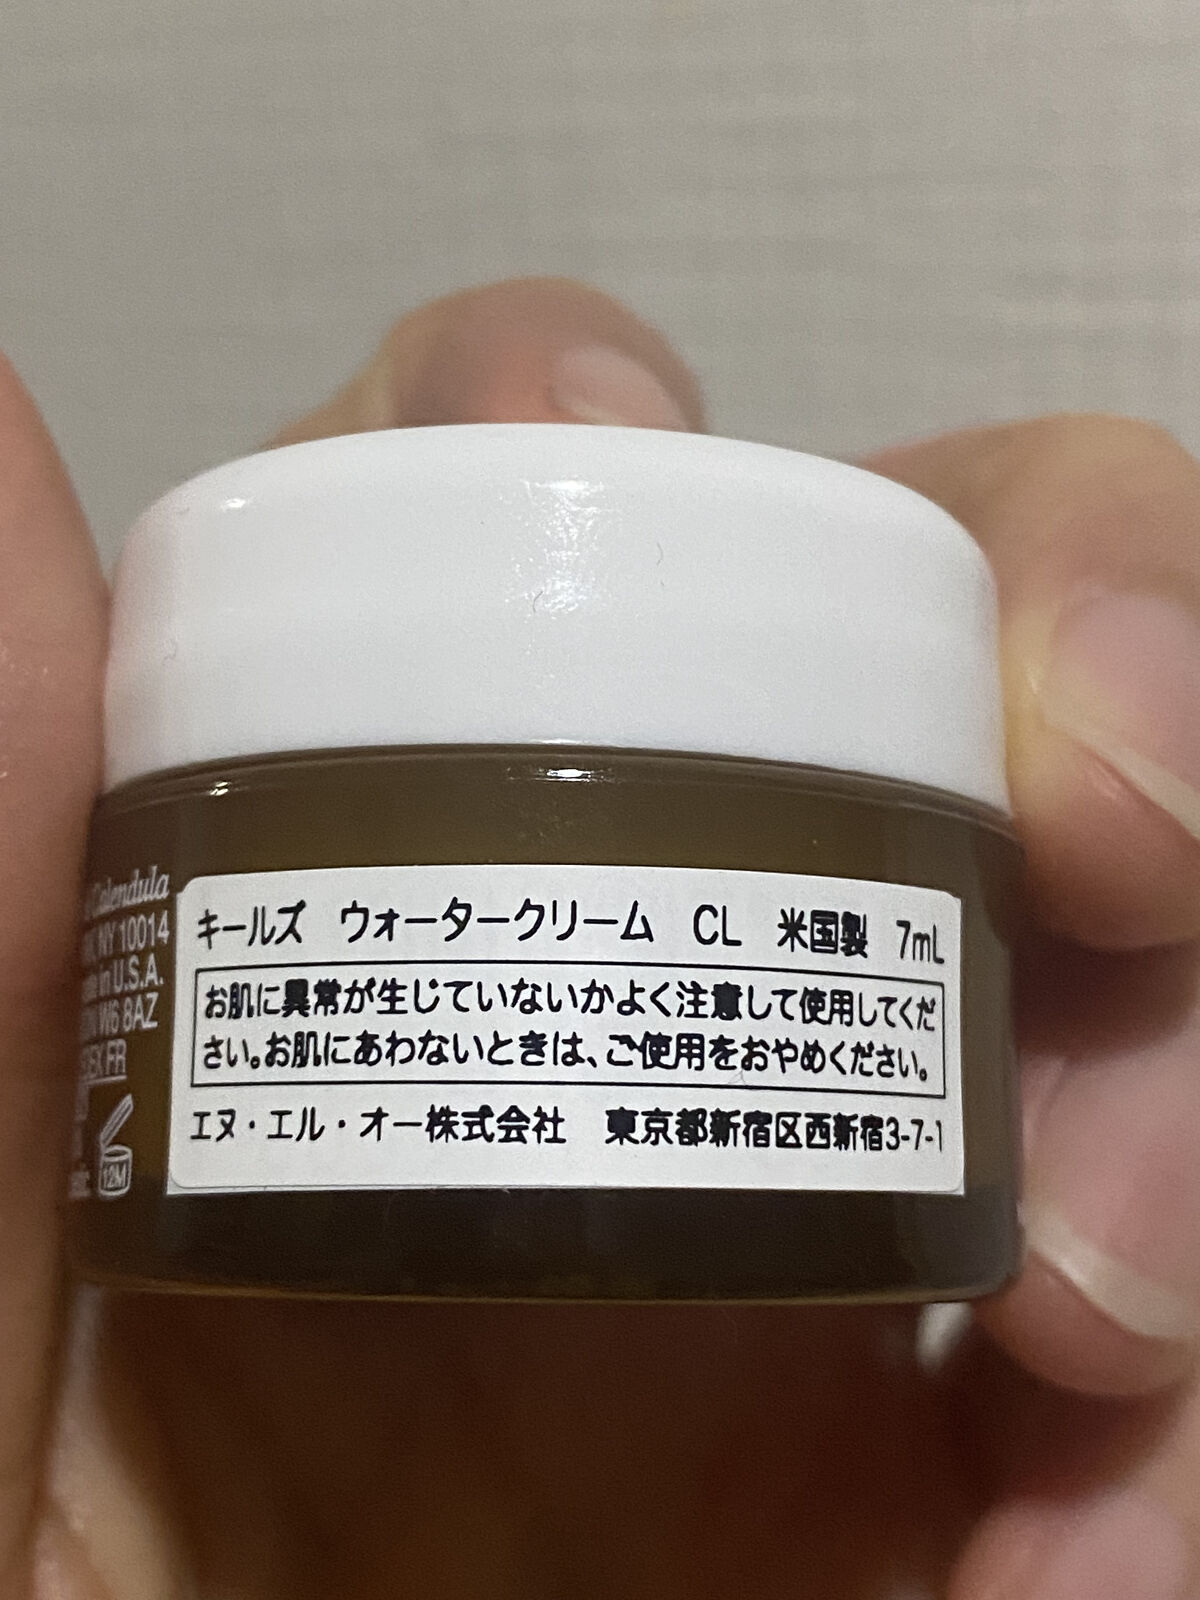 キールズ ウォータークリーム CL 米国製 7mL
お肌に異常が生じていないかよく注意して使用してくだ
さい。お肌にあわないときは、ご使用をおやめください。
エヌ・エル・オー株式会社 東京都新宿区西新宿3-7-1
Calendula
NY 10014
in U.S.A.
W6 8AZ
FR
12M